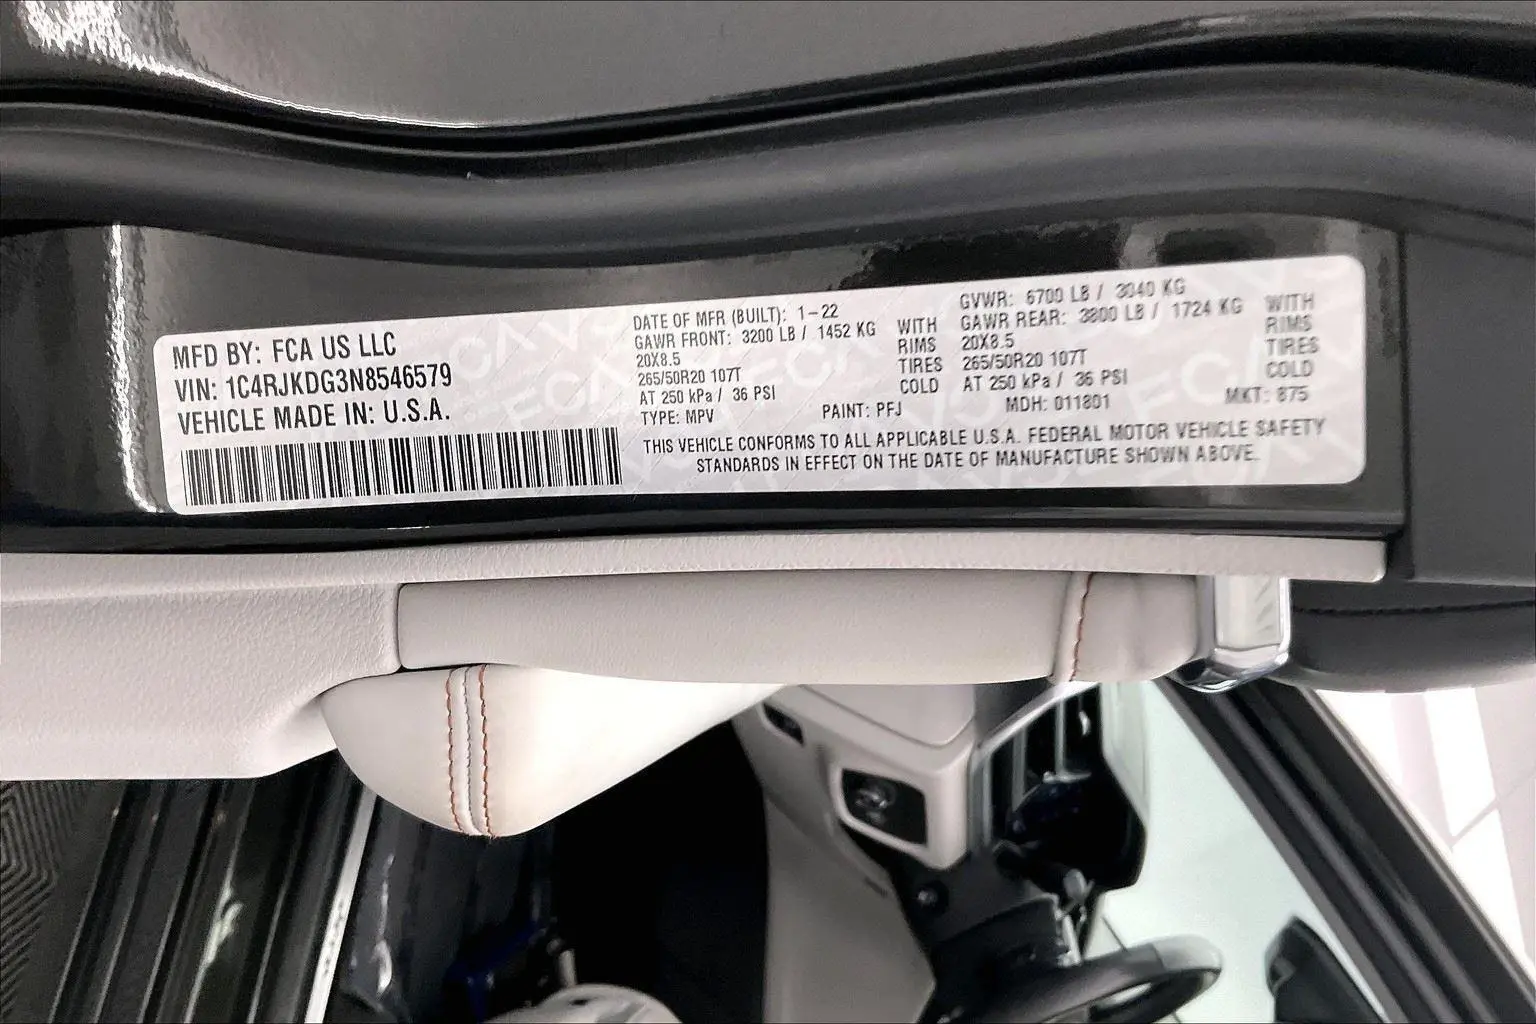 MFD BY: FCA US LLC
VIN: 1C4RJKDG3N8546579
VEHICLE MADE IN: U.S.A.
DATE OF MFR (BUILT): 1-22
GAWR FRONT: 3200 LB / 1452 KG WITH
20X8.5 RIMS
265/50R20 107T TIRES
AT 250 kPa / 36 PSI COLD
GVWR: 6700 LB / 3040 KG
GAWR REAR: 3800 LB / 1724 KG WITH
20X8.5 RIMS
265/50R20 107T TIRES
AT 250 kPa / 36 PSI COLD
TYPE: MPV PAINT: PFJ MDH: 011801 MKT: 875
THIS VEHICLE CONFORMS TO ALL APPLICABLE U.S.A. FEDERAL MOTOR VEHICLE SAFETY
STANDARDS IN EFFECT ON THE DATE OF MANUFACTURE SHOWN ABOVE.